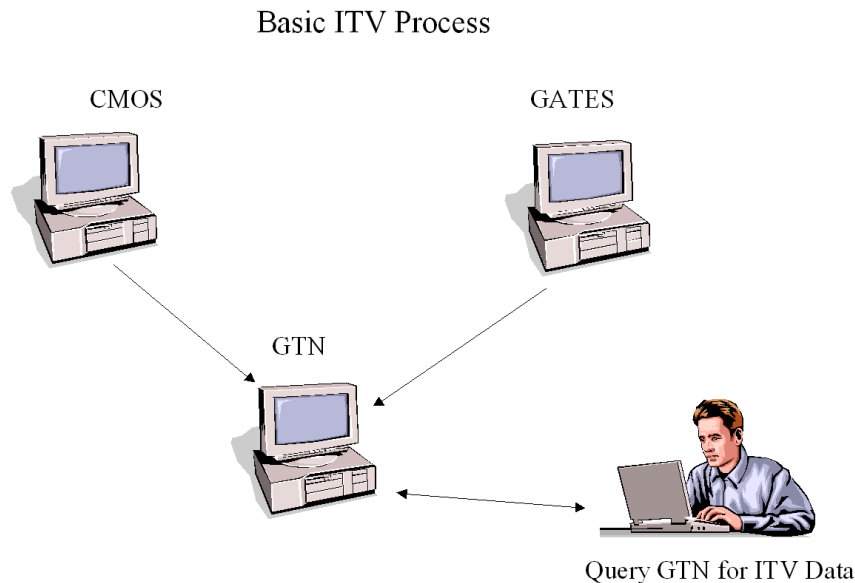 Basic ITV Process
CMOS
GATES
GTN
Query GTN for ITV Data